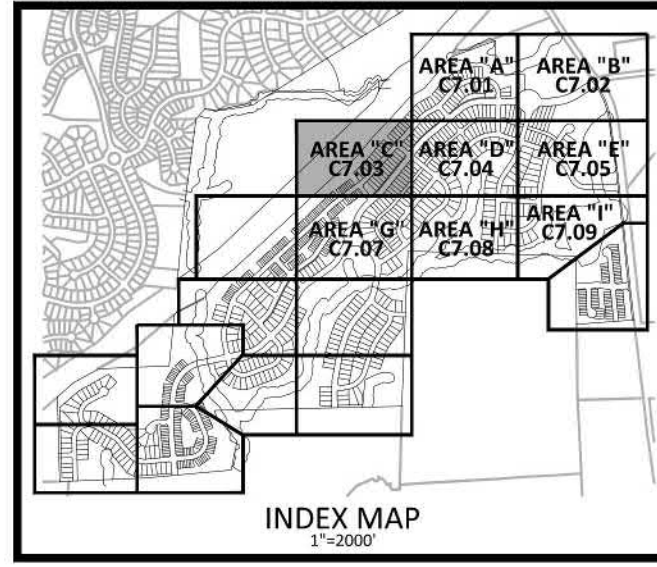 AREA "A"
C7.01
AREA "B"
C7.02
AREA "C"
C7.03
AREA "D"
C7.04
AREA "E"
C7.05
AREA "G"
C7.07
AREA "H"
C7.08
AREA "I"
C7.09
INDEX MAP
1"=2000'